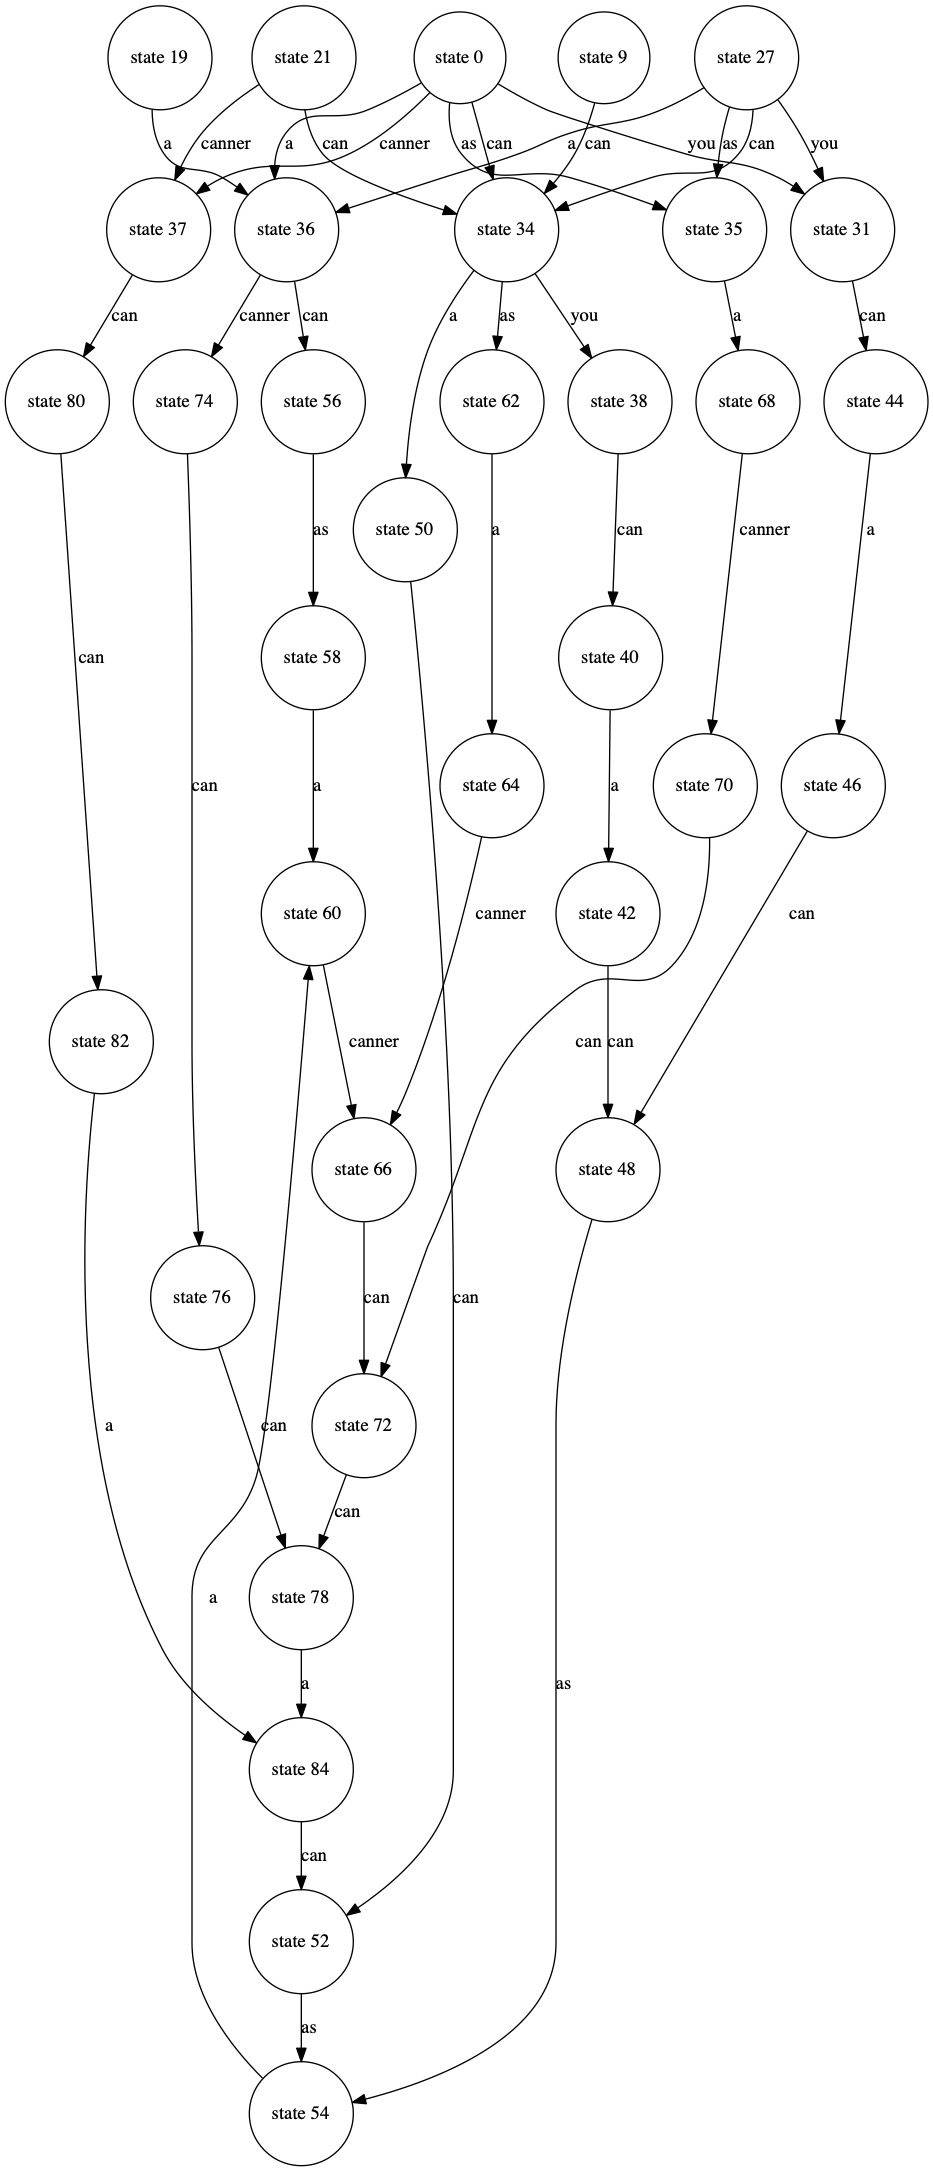 state 19 state 21 state 0 state 9 state 27
a canner can a canner as can can a you as can you
state 37 state 36 state 34 state 35 state 31
can canner can a as you a can
state 80 state 74 state 56 state 62 state 38 state 68 state 44
as state 50 a can canner a
can state 58 state 40
can a state 64 a state 70 state 46
state 60 canner state 42 can
state 82 canner can can
state 66 state 48
state 76 can can
a can state 72
can
a state 78
a as
state 84
can
state 52
as
state 54